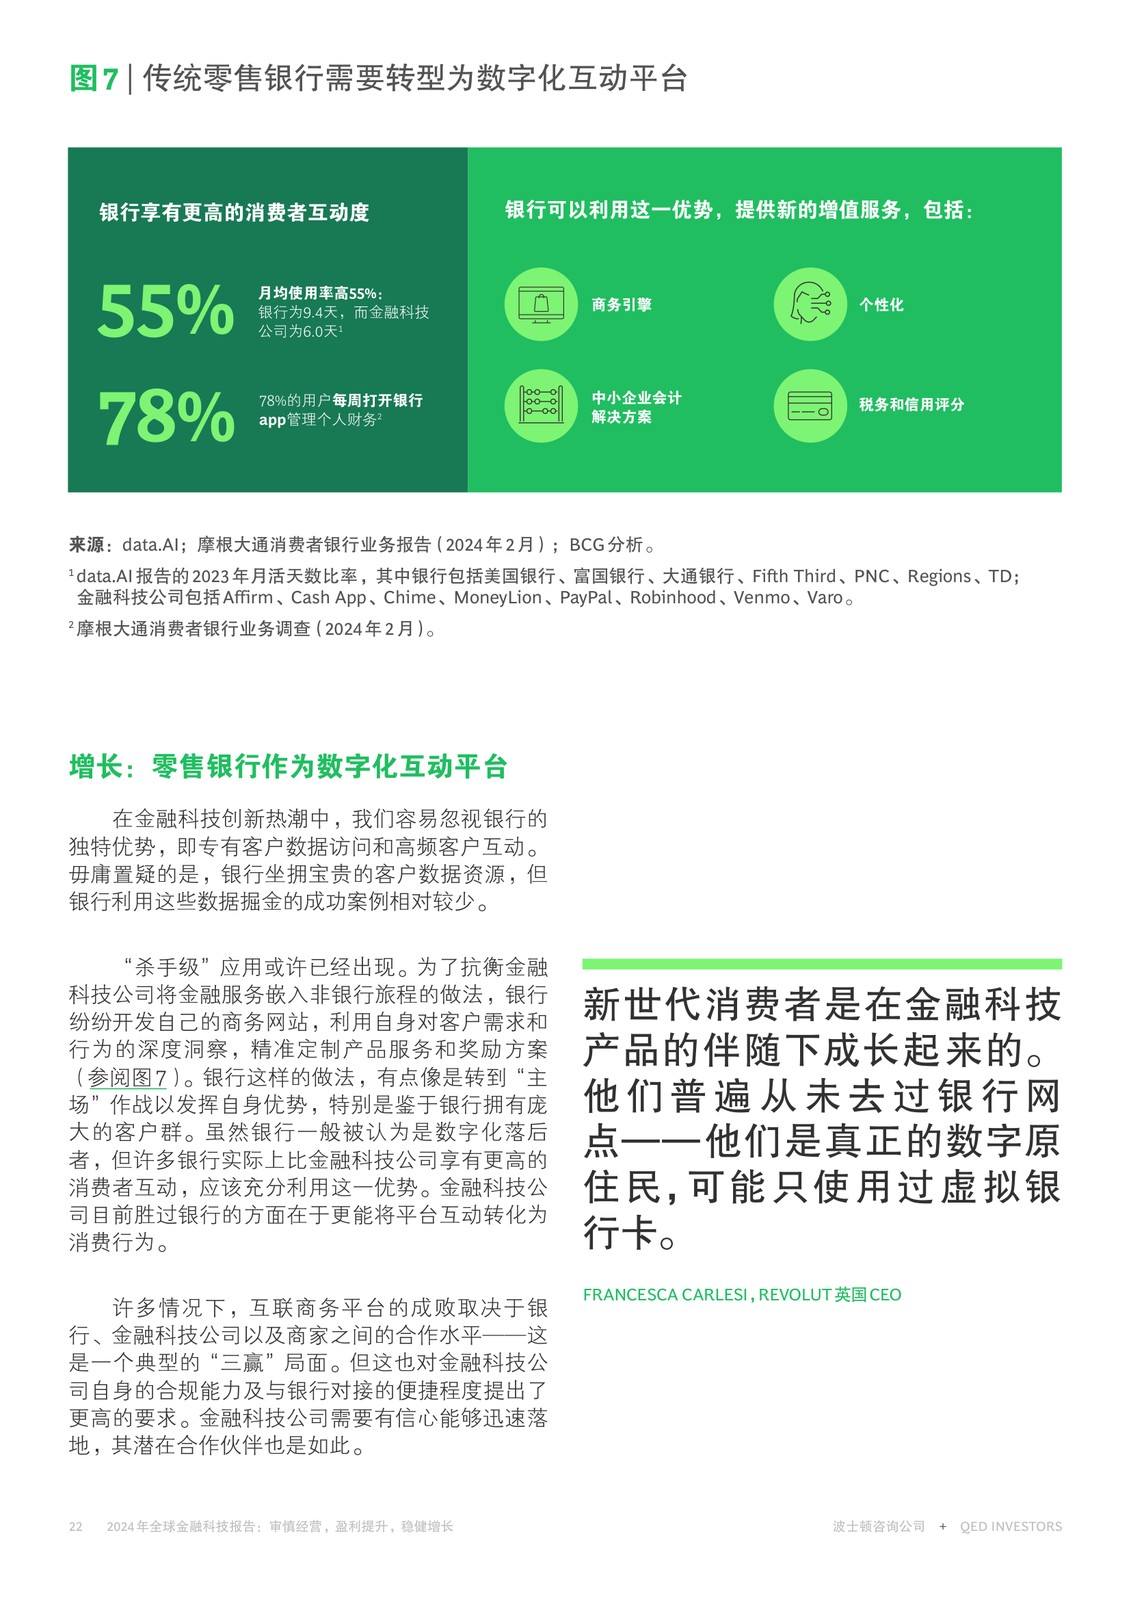 图7 | 传统零售银行需要转型为数字化互动平台
银行享有更高的消费者互动度
55%
月均使用率高55%：
银行为9.4天，而金融科技
公司为6.0天¹
78%
78%的用户每周打开银行
app管理个人财务²
银行可以利用这一优势，提供新的增值服务，包括：
商务引擎
个性化
中小企业会计
解决方案
税务和信用评分
来源：data.AI；摩根大通消费者银行业务报告（2024年2月）；BCG分析。
¹ data.AI报告的2023年月活天数比率，其中银行包括美国银行、富国银行、大通银行、Fifth Third、PNC、Regions、TD；
金融科技公司包括Affirm、Cash App、Chime、MoneyLion、PayPal、Robinhood、Venmo、Varo。
² 摩根大通消费者银行业务调查（2024年2月）。
增长：零售银行作为数字化互动平台
在金融科技创新热潮中，我们容易忽视银行的
独特优势，即专有客户数据访问和高频客户互动。
毋庸置疑的是，银行坐拥宝贵的客户数据资源，但
银行利用这些数据掘金的成功案例相对较少。
“杀手级”应用或许已经出现。为了抗衡金融
科技公司将金融服务嵌入非银行旅程的做法，银行
纷纷开发自己的商务网站，利用自身对客户需求和
行为的深度洞察，精准定制产品服务和奖励方案
（参阅图7）。银行这样的做法，有点像是转到“主
场”作战以发挥自身优势，特别是鉴于银行拥有庞
大的客户群。虽然银行一般被认为是数字化落后
者，但许多银行实际上比金融科技公司享有更高的
消费者互动，应该充分利用这一优势。金融科技公
司目前胜过银行的方面在于更能将平台互动转化为
消费行为。
许多情况下，互联商务平台的成败取决于银
行、金融科技公司以及商家之间的合作水平——这
是一个典型的“三赢”局面。但这也对金融科技公
司自身的合规能力及与银行对接的便捷程度提出了
更高的要求。金融科技公司需要有信心能够迅速落
地，其潜在合作伙伴也是如此。
新世代消费者是在金融科技
产品的伴随下成长起来的。
他们普遍从未去过银行网
点——他们是真正的数字原
住民，可能只使用过虚拟银
行卡。
FRANCESCA CARLESI，REVOLUT英国CEO
22 2024年全球金融科技报告：审慎经营，盈利提升，稳健增长
波士顿咨询公司 + QED INVESTORS